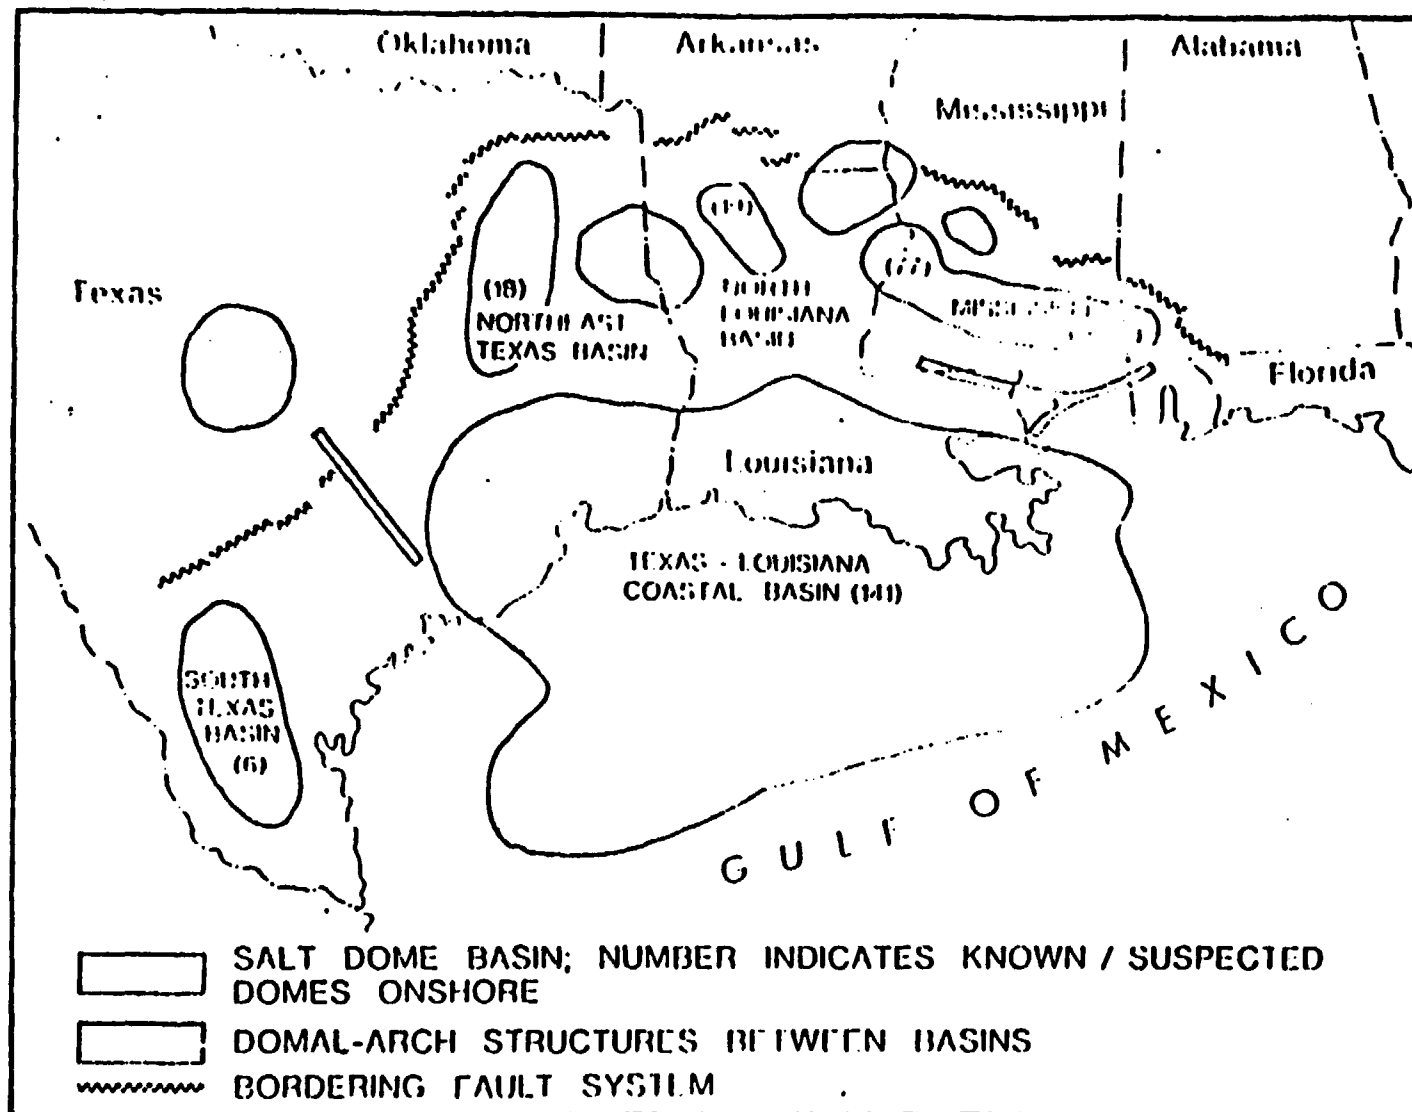 Oklahoma
Arkansas
Alabama
Mississippi
Texas
(18)
NORTHEAST
TEXAS BASIN
NORTH
LOUISIANA
BASIN
(77)
Florida
Louisiana
TEXAS - LOUISIANA
COASTAL BASIN (141)
SOUTH
TEXAS
BASIN
(6)
GULF OF MEXICO
SALT DOME BASIN; NUMBER INDICATES KNOWN / SUSPECTED
DOMES ONSHORE
DOMAL-ARCH STRUCTURES BETWEEN BASINS
BORDERING FAULT SYSTEM